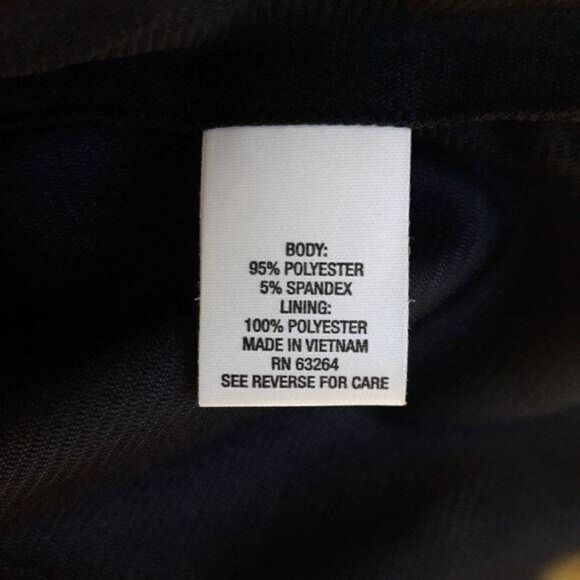 BODY:
95% POLYESTER
5% SPANDEX
LINING:
100% POLYESTER
MADE IN VIETNAM
RN 63264
SEE REVERSE FOR CARE